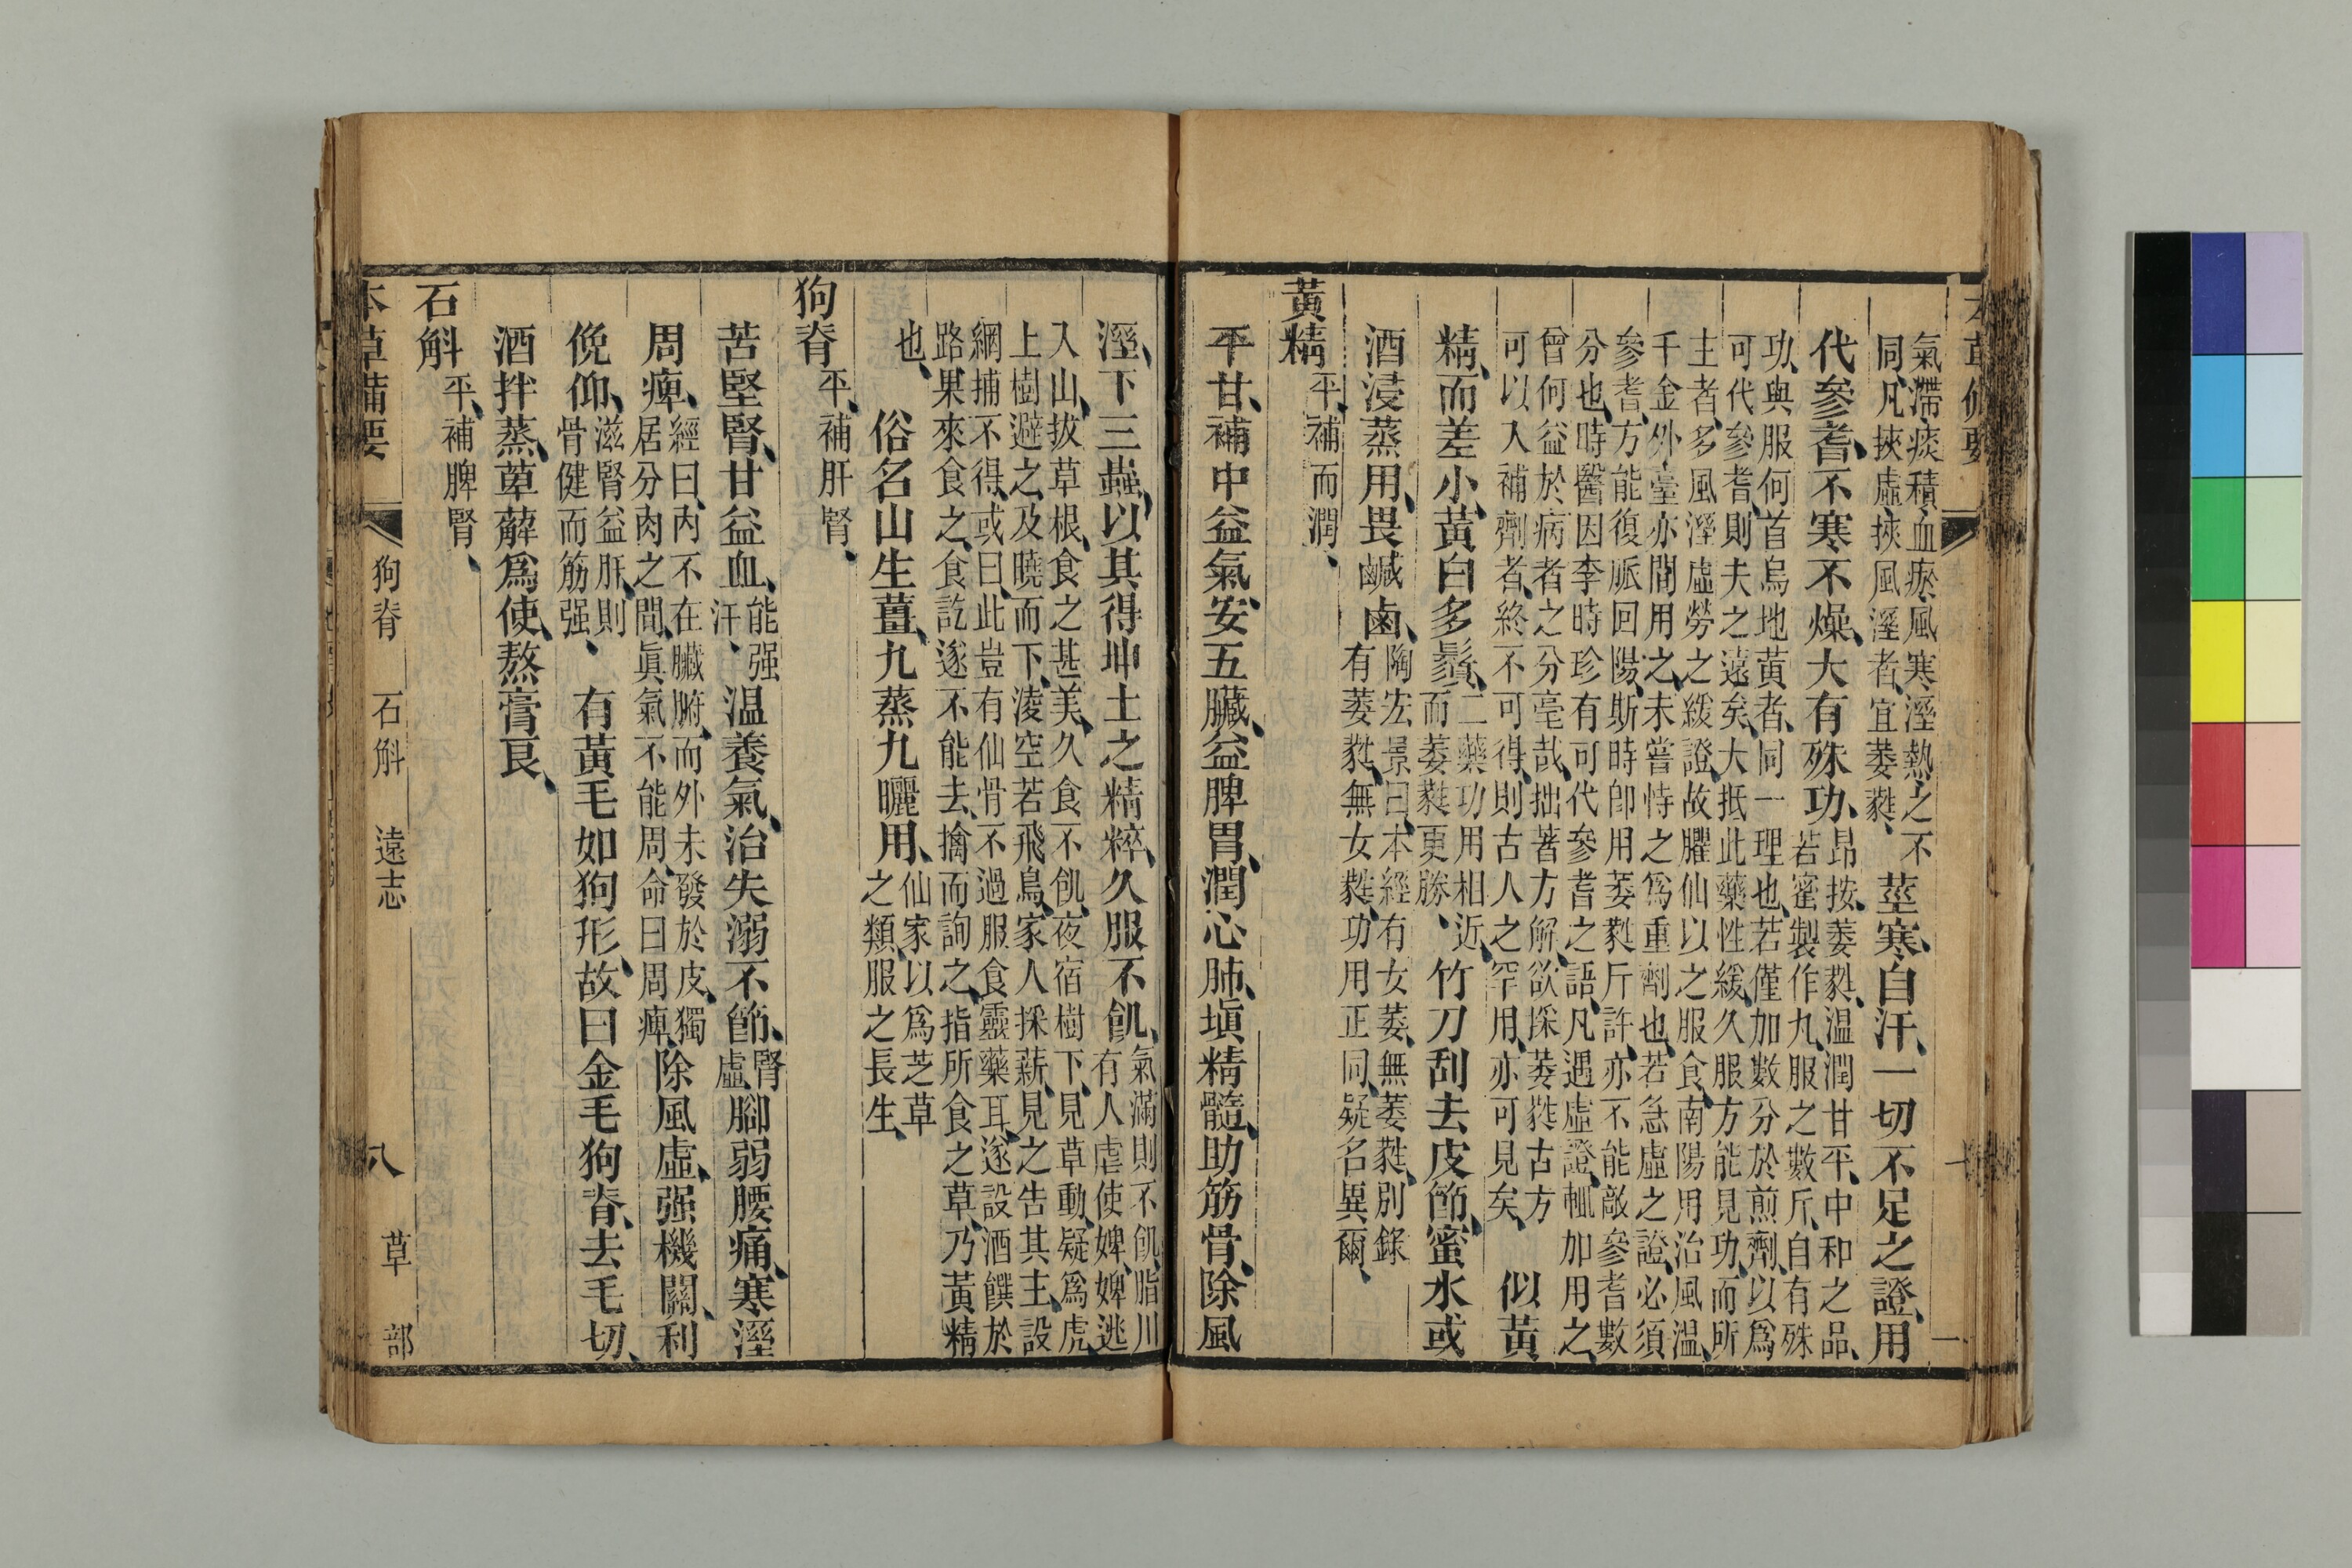 氣滯、痰積、血瘀、風寒溼熱之不
同、凡挾虛挾風溼者、宜萎蕤、
莖寒、自汗、一切不足之證、用
代參耆、不寒不燥、大有殊功、
昂按、萎蕤、温潤甘平、中和之品、
若蜜製作丸、服之數斤、自有殊
功、與服何首烏地黃者、同一理也、若僅加數分於煎劑、以爲
可代參耆、則夫之遠矣、大抵此藥性緩、久服方能見功、而所
主者、多風溼虛勞之緩證、故臞仙以之服食、南陽用治風温、
千金外臺亦間用之、未嘗恃之爲重劑也、若急虛之證、必須
參耆、方能復脈回陽、斯時卽用萎蕤斤許、亦不能敵參耆數
分也、時醫因李時珍有可代參耆之語、凡遇虛證、輒加用之、
曾何益於病者之分毫哉、拙著方解、欲採萎蕤古方
可以入補劑者、終不可得、則古人之罕用、亦可見矣、
似黃
精、而差小、黃白多鬚、
二藥功用相近、
而萎蕤更勝、
竹刀刮去皮節、蜜水或
酒浸蒸用、畏鹹鹵、
陶宏景曰、本經有女萎、無萎蕤、別錄
有萎蕤、無女蕤、功用正同、疑名異爾、
黃精 平、補而潤、
平甘、補中益氣、安五臟、益脾胃、潤心肺、塡精髓、助筋骨、除風
溼、下三蟲、以其得坤土之精粹、久服不飢、
氣滿則不飢、脂川
有人虐使婢、婢逃
入山、拔草根、食之甚美、久食不飢、夜宿樹下、見草動、疑爲虎、
上樹避之、及曉而下、淩空若飛鳥、家人採薪、見之告其主、設
網捕不得、或曰、此豈有仙骨、不過服食靈藥耳、遂設酒饌於
路、果來食之、食訖遂不能去、擒而詢之、指所食之草、乃黃精
也、
俗名山生薑、九蒸九曬用、
仙家以爲芝草
之類、服之長生、
狗脊 平、補肝腎、
苦堅腎、甘益血、
能强
汗、
温養氣、治失溺不節、
腎
虛、
腳弱腰痛、寒溼
周痺、
經曰、內不在臟腑、而外未發於皮、獨
居分肉之間、眞氣不能周、命曰周痺、
除風虛、强機關、利
俛仰、
滋腎益肝、則
骨健而筋强、
有黃毛如狗形、故曰金毛狗脊、去毛切、
酒拌蒸、萆薢爲使、熬膏良、
石斛 平、補脾腎、
本草備要 狗脊 石斛 遠志 八 草部